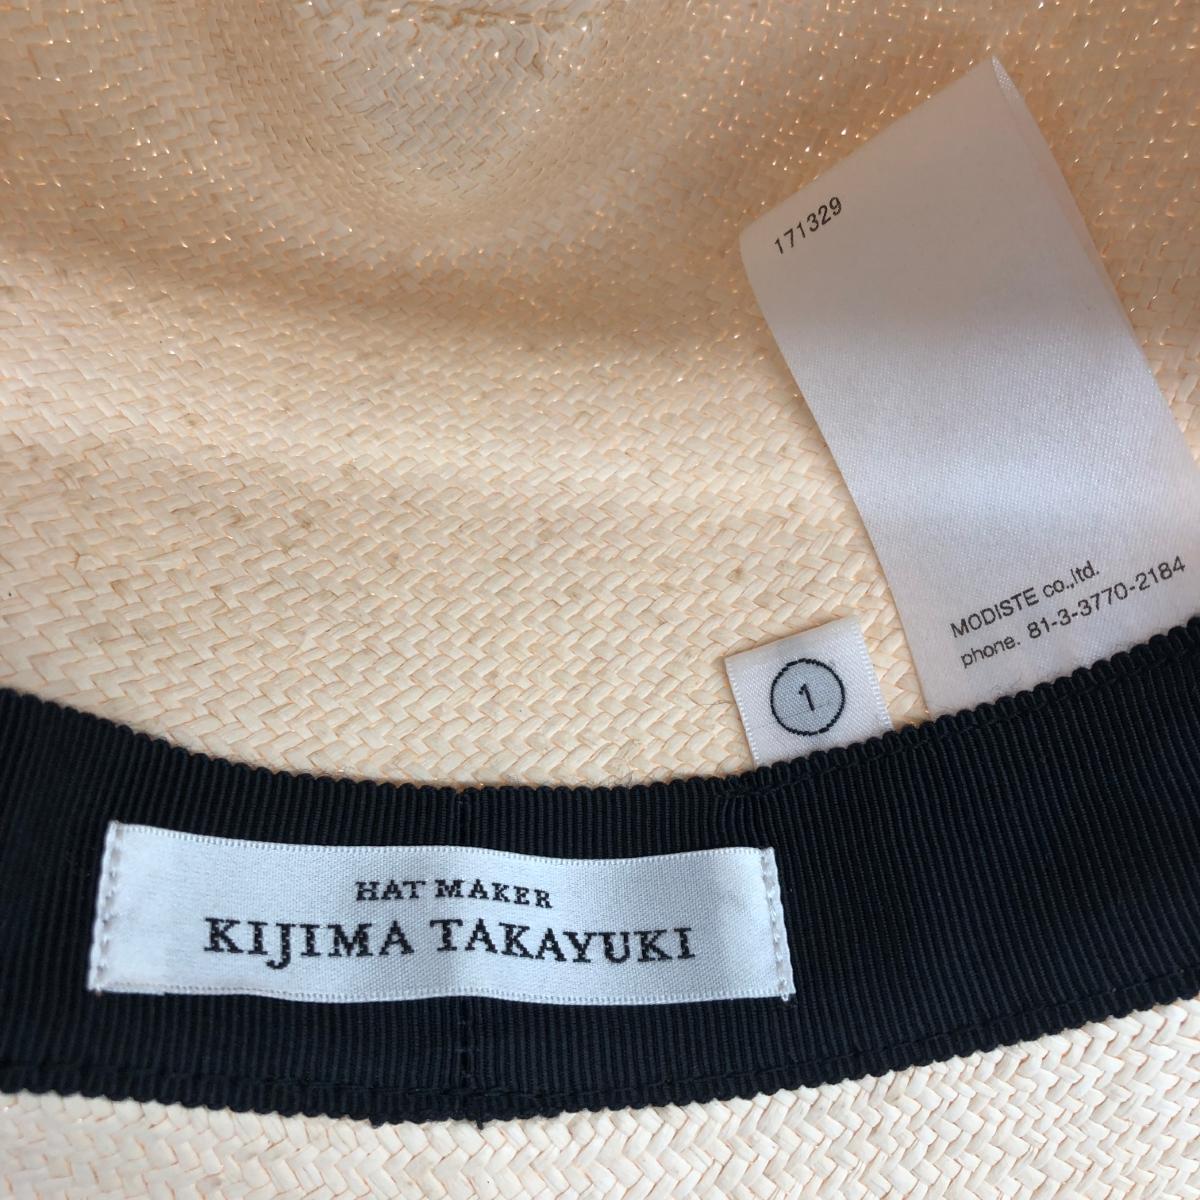 171329
MODISTE co.,ltd.
phone. 81-3-3770-2184
1
HAT MAKER
KIJIMA TAKAYUKI